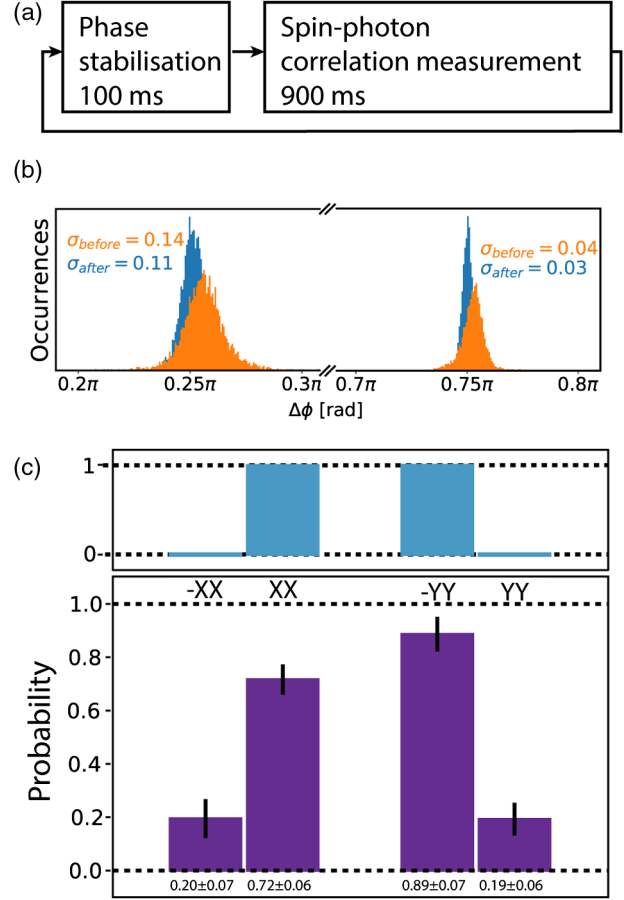 (a)
Phase
stabilisation
100 ms
Spin-photon
correlation measurement
900 ms
(b)
Occurrences
σbefore = 0.14
σafter = 0.11
σbefore = 0.04
σafter = 0.03
0.2π 0.25π 0.3π 0.7π 0.75π 0.8π
Δϕ [rad]
(c)
1
0
-XX XX -YY YY
Probability
1.0
0.8
0.6
0.4
0.2
0.0
0.20±0.07 0.72±0.06 0.89±0.07 0.19±0.06